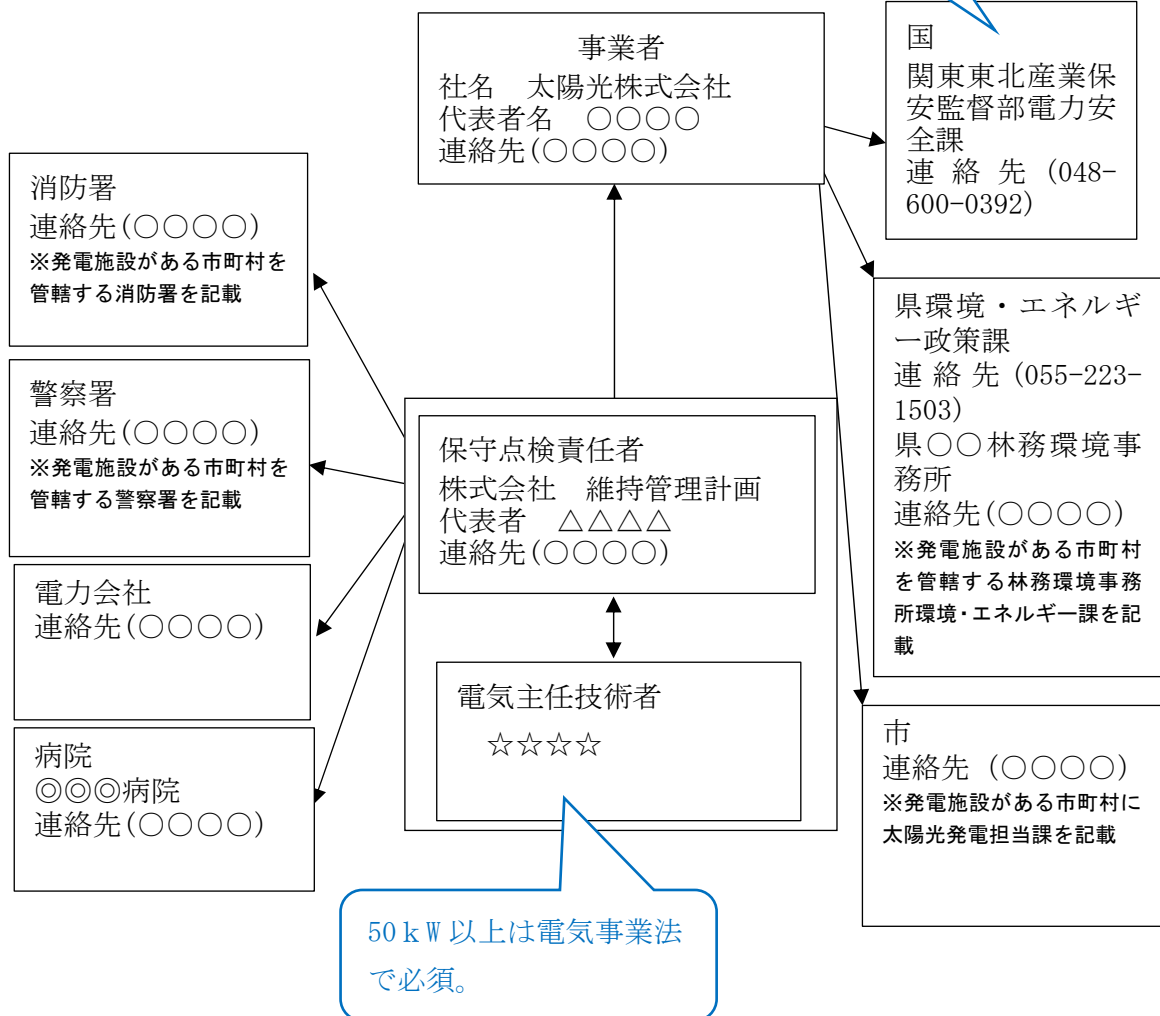 事業者
社名　太陽光株式会社
代表者名　○○○○
連絡先(○○○○)
国
関東東北産業保
安監督部電力安
全課
連絡先(048-
600-0392)
消防署
連絡先(○○○○)
※発電施設がある市町村を
管轄する消防署を記載
警察署
連絡先(○○○○)
※発電施設がある市町村を
管轄する警察署を記載
電力会社
連絡先(○○○○)
病院
◎◎◎病院
連絡先(○○○○)
保守点検責任者
株式会社　維持管理計画
代表者　△△△△
連絡先(○○○○)
電気主任技術者
☆☆☆☆
50ｋW以上は電気事業法
で必須。
県環境・エネルギ
ー政策課
連絡先(055-223-
1503)
県○○林務環境事
務所
連絡先(○○○○)
※発電施設がある市町村
を管轄する林務環境事務
所環境・エネルギー課を記
載
市
連絡先（○○○○）
※発電施設がある市町村に
太陽光発電担当課を記載